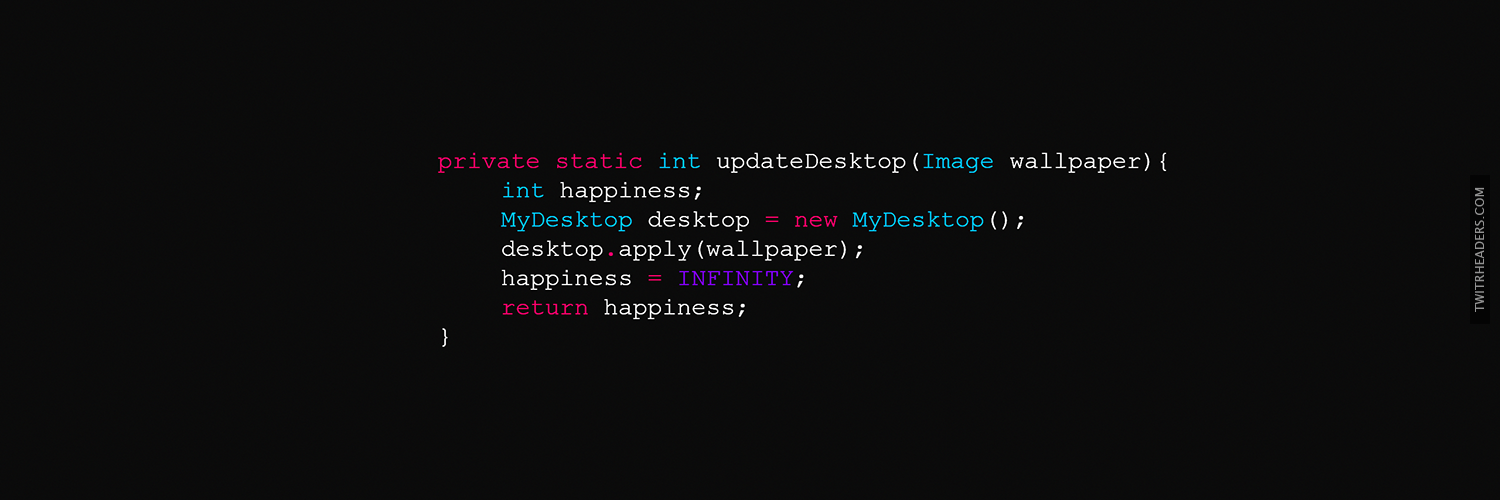 private static int updateDesktop(Image wallpaper){
int happiness;
MyDesktop desktop = new MyDesktop();
desktop.apply(wallpaper);
happiness = INFINITY;
return happiness;
}
TWITRHEADERS.COM